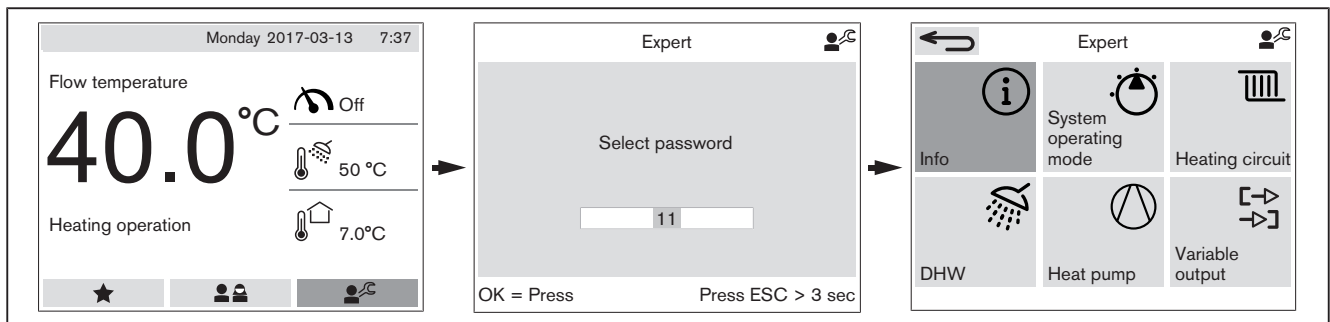 Monday 2017-03-13 7:37
Flow temperature
40.0°C
Off
50 °C
Heating operation
7.0°C
Expert
Select password
11
OK = Press Press ESC > 3 sec
Expert
Info
System
operating
mode
Heating circuit
DHW
Heat pump
Variable
output